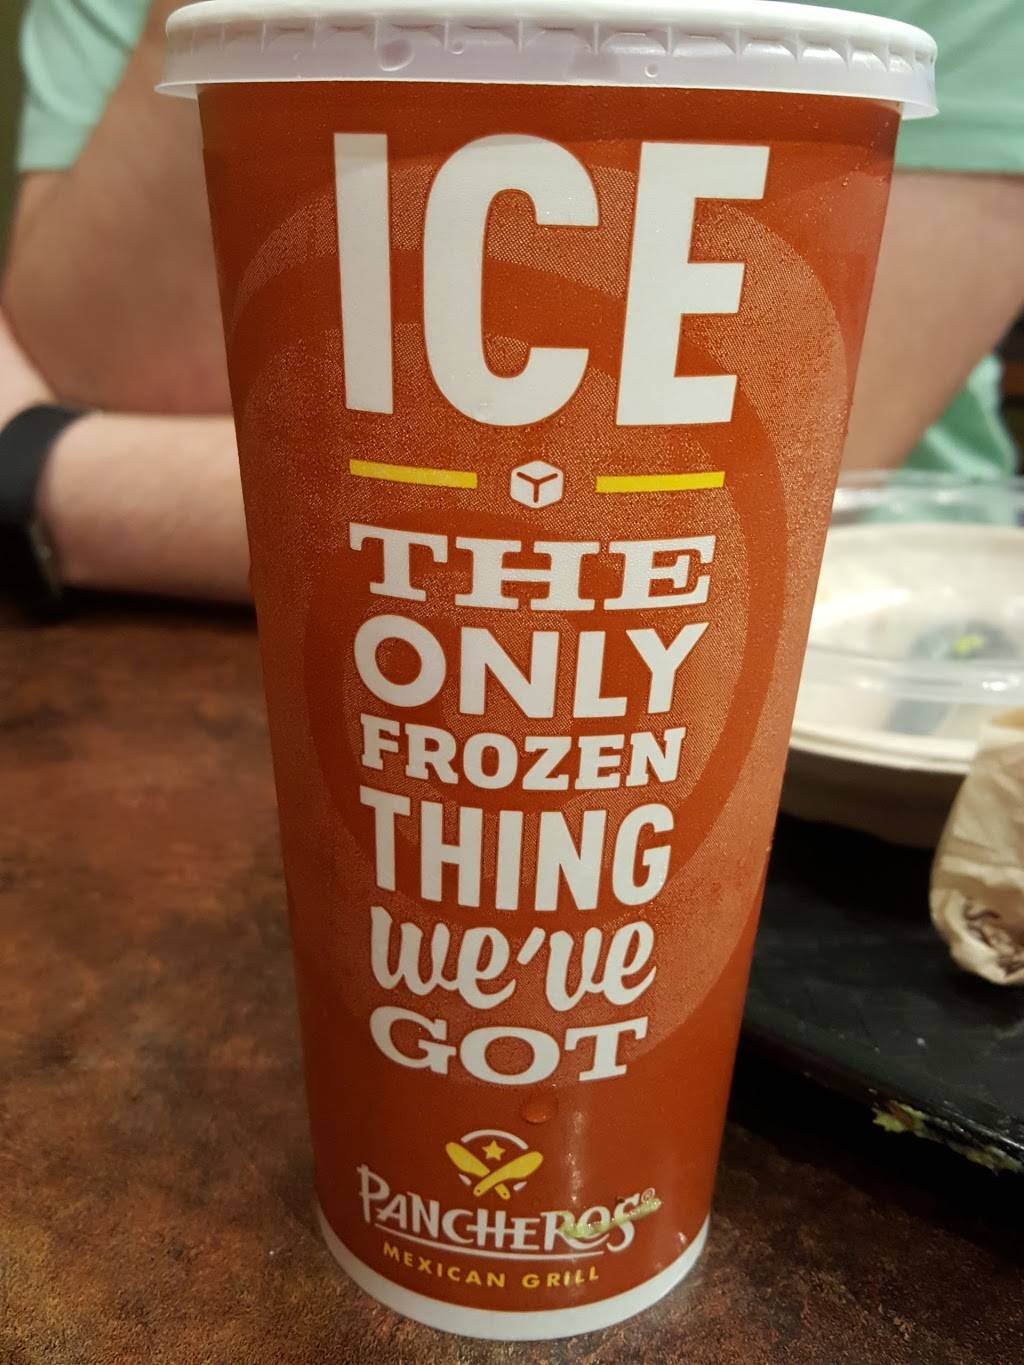 ICE
THE
ONLY
FROZEN
THING
we've
GOT
PANCHEROS®
MEXICAN GRILL